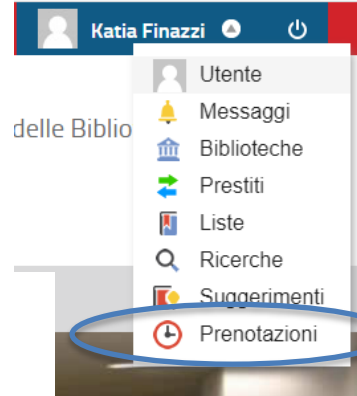 Katia Finazzi
Utente
Messaggi
delle Biblio
Biblioteche
Prestiti
Liste
Ricerche
Suggerimenti
Prenotazioni